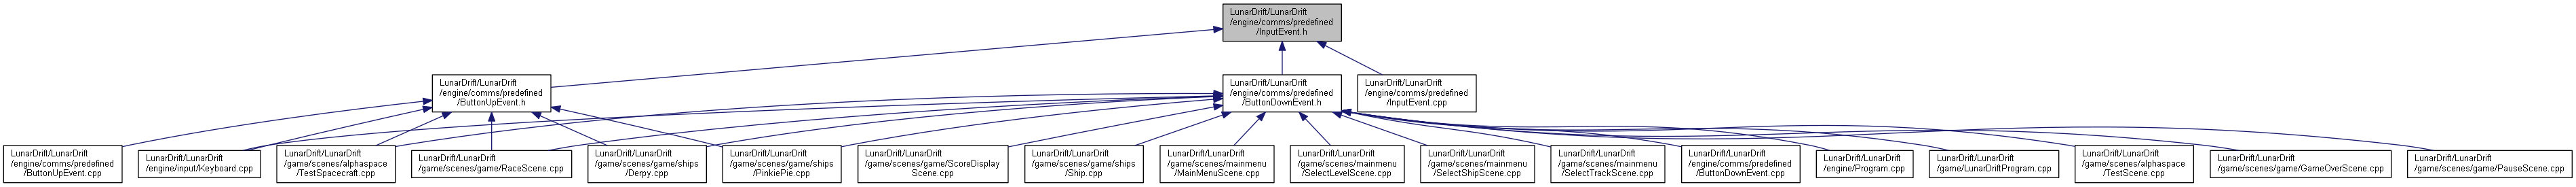 LunarDrift/LunarDrift
/engine/comms/predefined
/InputEvent.h
LunarDrift/LunarDrift
/engine/comms/predefined
/ButtonUpEvent.h
LunarDrift/LunarDrift
/engine/comms/predefined
/ButtonDownEvent.h
LunarDrift/LunarDrift
/engine/comms/predefined
/InputEvent.cpp
LunarDrift/LunarDrift
/engine/comms/predefined
/ButtonUpEvent.cpp
LunarDrift/LunarDrift
/engine/input/Keyboard.cpp
LunarDrift/LunarDrift
/game/scenes/alphaspace
/TestSpacecraft.cpp
LunarDrift/LunarDrift
/game/scenes/game/RaceScene.cpp
LunarDrift/LunarDrift
/game/scenes/game/ships
/Derpy.cpp
LunarDrift/LunarDrift
/game/scenes/game/ships
/PinkiePie.cpp
LunarDrift/LunarDrift
/game/scenes/game/ScoreDisplay
Scene.cpp
LunarDrift/LunarDrift
/game/scenes/game/ships
/Ship.cpp
LunarDrift/LunarDrift
/game/scenes/mainmenu
/MainMenuScene.cpp
LunarDrift/LunarDrift
/game/scenes/mainmenu
/SelectLevelScene.cpp
LunarDrift/LunarDrift
/game/scenes/mainmenu
/SelectShipScene.cpp
LunarDrift/LunarDrift
/game/scenes/mainmenu
/SelectTrackScene.cpp
LunarDrift/LunarDrift
/engine/comms/predefined
/ButtonDownEvent.cpp
LunarDrift/LunarDrift
/engine/Program.cpp
LunarDrift/LunarDrift
/game/LunarDriftProgram.cpp
LunarDrift/LunarDrift
/game/scenes/alphaspace
/TestScene.cpp
LunarDrift/LunarDrift
/game/scenes/game/GameOverScene.cpp
LunarDrift/LunarDrift
/game/scenes/game/PauseScene.cpp